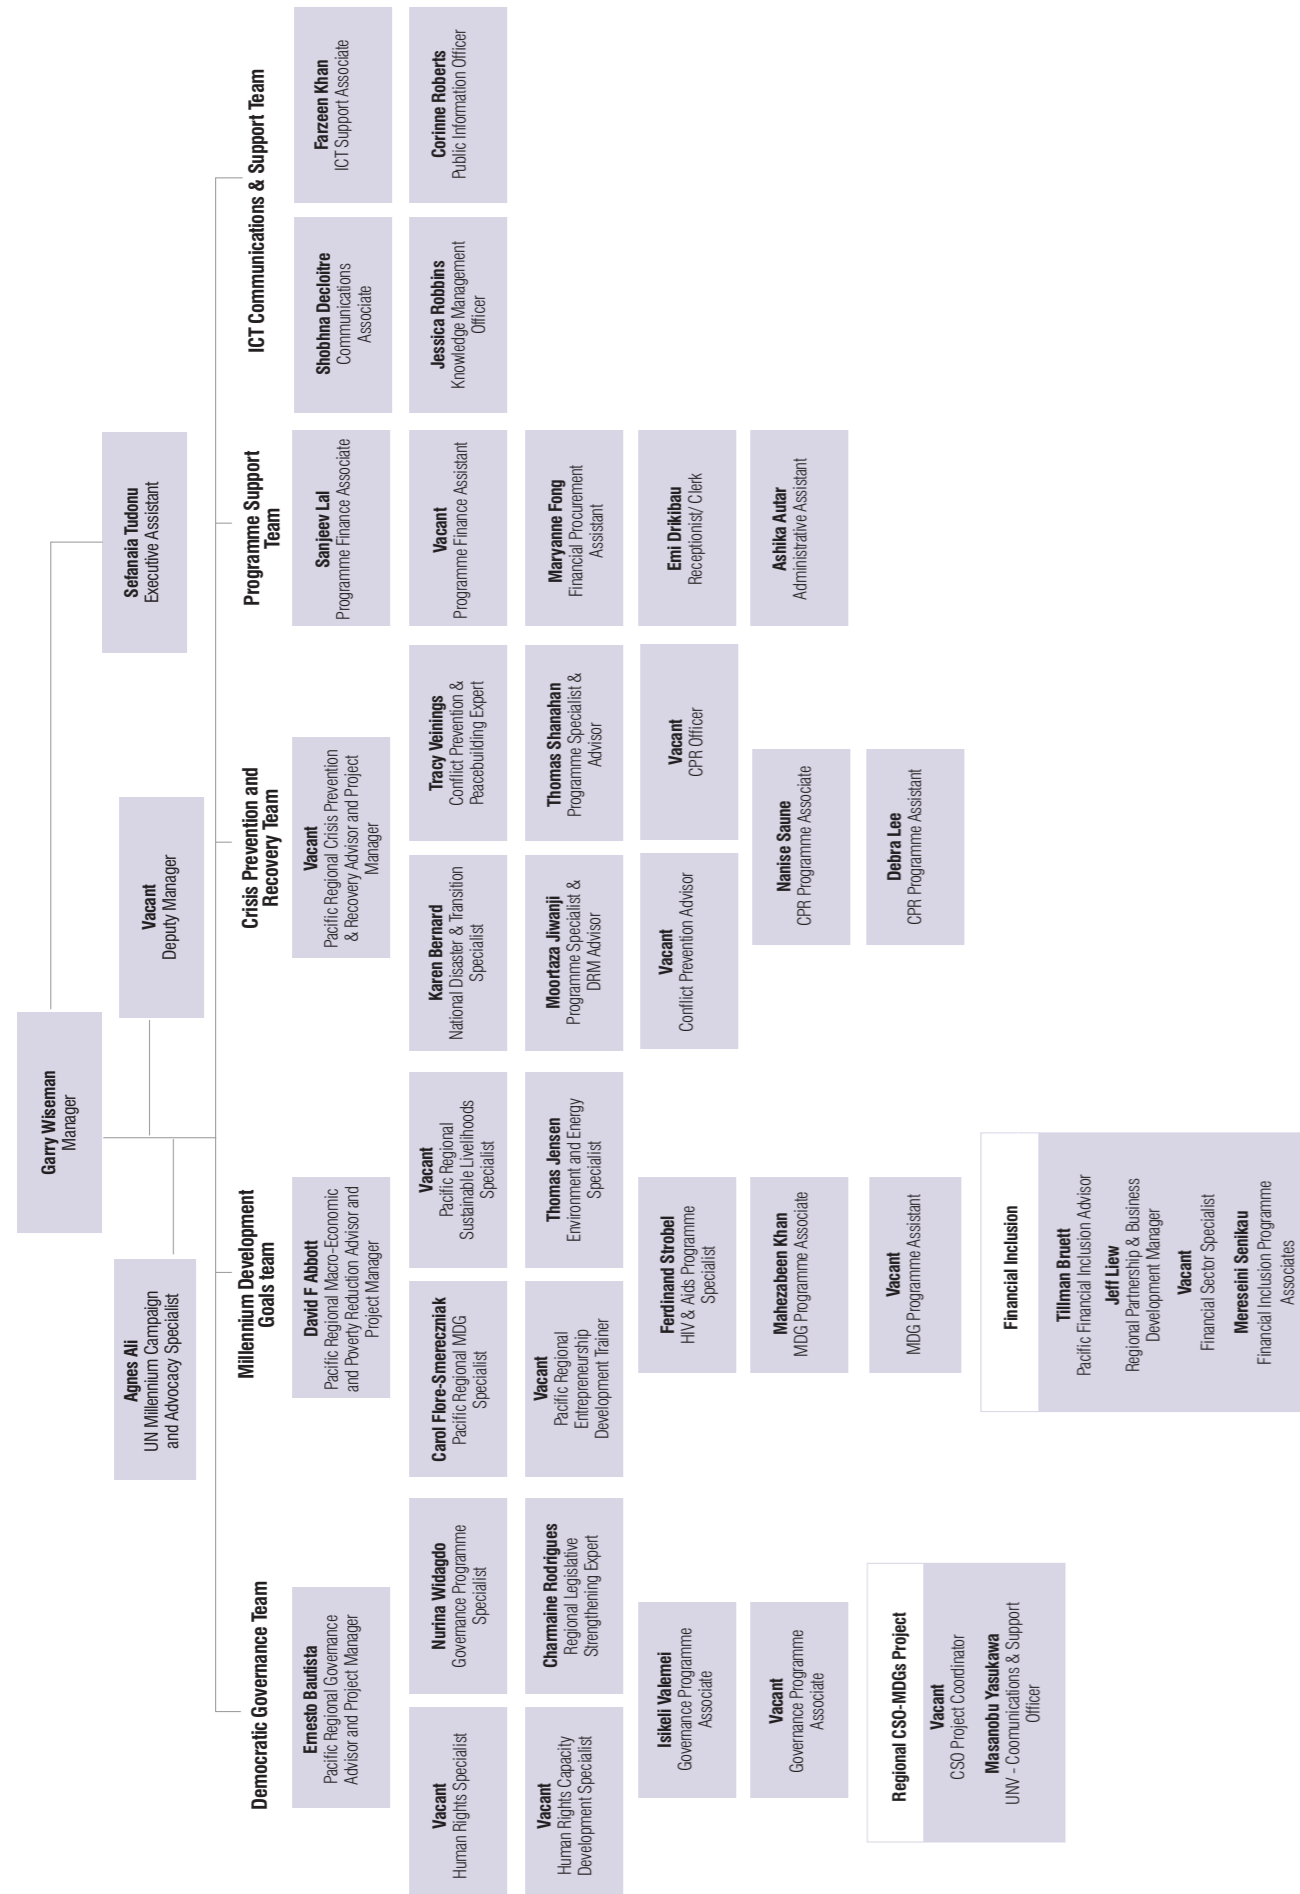 Garry Wiseman
Manager
Sefanaia Tudonu
Executive Assistant
Vacant
Deputy Manager
Agnes Ali
UN Millennium Campaign
and Advocacy Specialist
Democratic Governance Team
Ernesto Bautista
Pacific Regional Governance
Advisor and Project Manager
Vacant
Human Rights Specialist
Nurina Widagdo
Governance Programme
Specialist
Vacant
Human Rights Capacity
Development Specialist
Charmaine Rodrigues
Regional Legislative
Strengthening Expert
Isikeli Valemei
Governance Programme
Associate
Vacant
Governance Programme
Associate
Regional CSO-MDGs Project
Vacant
CSO Project Coordinator
Masanobu Yasukawa
UNV - Coomunications & Support
Officer
Millennium Development
Goals team
David F Abbott
Pacific Regional Macro-Economic
and Poverty Reduction Advisor and
Project Manager
Carol Flore-Smereczniak
Pacific Regional MDG
Specialist
Vacant
Pacific Regional
Sustainable Livelihoods
Specialist
Vacant
Pacific Regional
Entrepreneurship
Development Trainer
Thomas Jensen
Environment and Energy
Specialist
Ferdinand Strobel
HIV & Aids Programme
Specialist
Mahezabeen Khan
MDG Programme Associate
Vacant
MDG Programme Assistant
Financial Inclusion
Tillman Bruett
Pacific Financial Inclusion Advisor
Jeff Liew
Regional Partnership & Business
Development Manager
Vacant
Financial Sector Specialist
Mereseini Senikau
Financial Inclusion Programme
Associates
Crisis Prevention and
Recovery Team
Vacant
Pacific Regional Crisis Prevention
& Recovery Advisor and Project
Manager
Karen Bernard
National Disaster & Transition
Specialist
Tracy Veinings
Conflict Prevention &
Peacebuilding Expert
Moortaza Jiwanji
Programme Specialist &
DRM Advisor
Thomas Shanahan
Programme Specialist &
Advisor
Vacant
Conflict Prevention Advisor
Vacant
CPR Officer
Nanise Saune
CPR Programme Associate
Debra Lee
CPR Programme Assistant
Programme Support
Team
Sanjeev Lal
Programme Finance Associate
Vacant
Programme Finance Assistant
Maryanne Fong
Financial Procurement
Assistant
Emi Drikibau
Receptionist/ Clerk
Ashika Autar
Administrative Assistant
ICT Communications & Support Team
Shobhna Decloitre
Communications
Associate
Farzeen Khan
ICT Support Associate
Jessica Robbins
Knowledge Management
Officer
Corinne Roberts
Public Information Officer